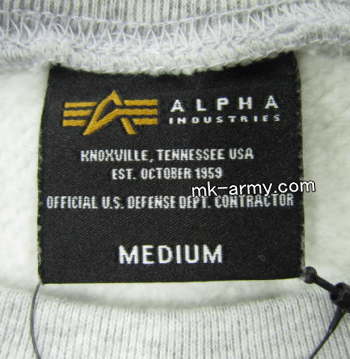 ALPHA
INDUSTRIES
KNOXVILLE, TENNESSEE USA
EST. OCTOBER 1959
mk-army.com
OFFICIAL U.S. DEFENSE DEPT. CONTRACTOR
MEDIUM